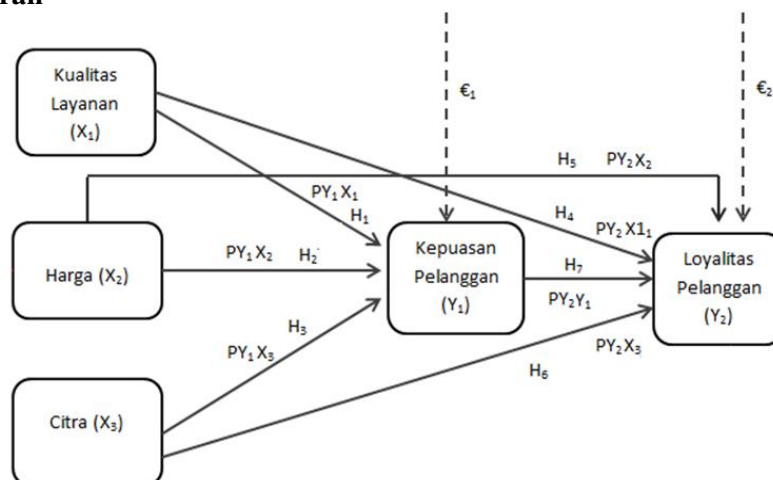 Kualitas
Layanan
(X₁)
€₁
€₂
H₅ PY₂X₂
PY₁X₁
H₁
H₄
PY₂X1₁
Harga (X₂)
PY₁X₂ H₂
Kepuasan
Pelanggan
(Y₁)
H₇
PY₂Y₁
Loyalitas
Pelanggan
(Y₂)
H₃
PY₁X₃
PY₂X₃
H₆
Citra (X₃)